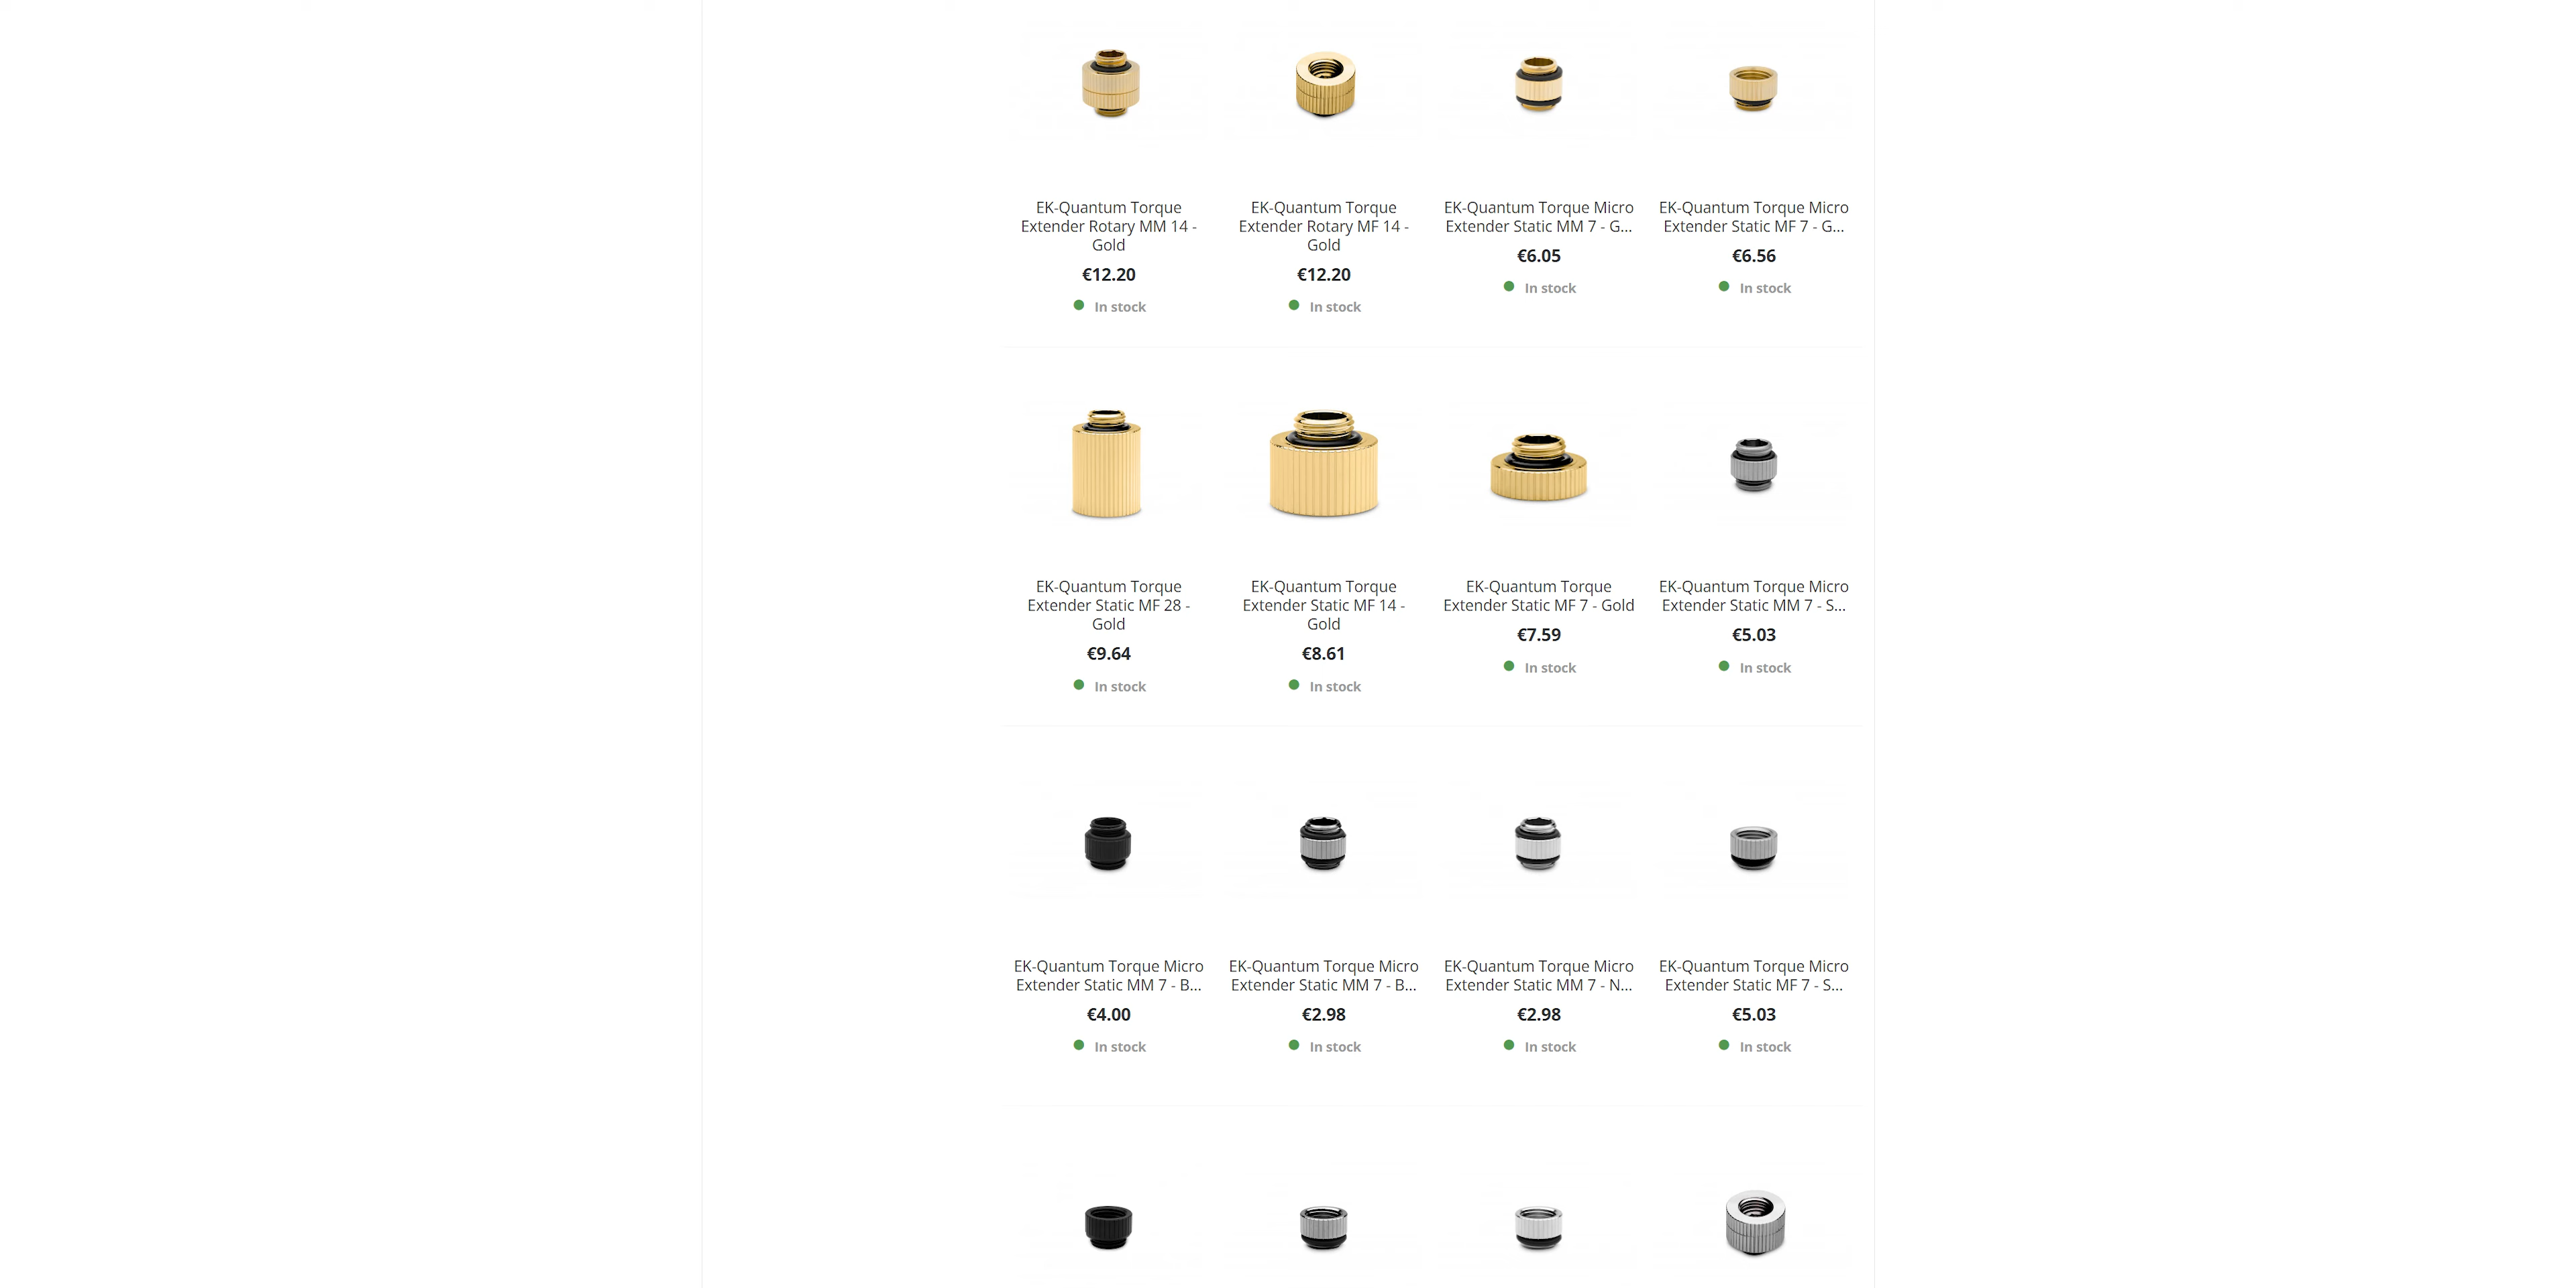 EK-Quantum Torque
Extender Rotary MM 14 -
Gold
€12.20
In stock
EK-Quantum Torque
Extender Rotary MF 14 -
Gold
€12.20
In stock
EK-Quantum Torque Micro
Extender Static MM 7 - G...
€6.05
In stock
EK-Quantum Torque Micro
Extender Static MF 7 - G...
€6.56
In stock
EK-Quantum Torque
Extender Static MF 28 -
Gold
€9.64
In stock
EK-Quantum Torque
Extender Static MF 14 -
Gold
€8.61
In stock
EK-Quantum Torque
Extender Static MF 7 - Gold
€7.59
In stock
EK-Quantum Torque Micro
Extender Static MM 7 - S...
€5.03
In stock
EK-Quantum Torque Micro
Extender Static MM 7 - B...
€4.00
In stock
EK-Quantum Torque Micro
Extender Static MM 7 - B...
€2.98
In stock
EK-Quantum Torque Micro
Extender Static MM 7 - N...
€2.98
In stock
EK-Quantum Torque Micro
Extender Static MF 7 - S...
€5.03
In stock